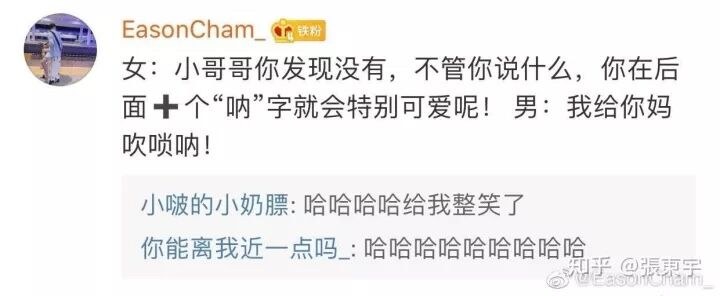 EasonCham_ 铁粉
女：小哥哥你发现没有，不管你说什么，你在后
面➕个“呐”字就会特别可爱呢！ 男：我给你妈
吹唢呐！
小啵的小奶膘: 哈哈哈哈给我整笑了
你能离我近一点吗_: 哈哈哈哈哈哈哈哈哈
知乎 @張東宇
@EasonCham_